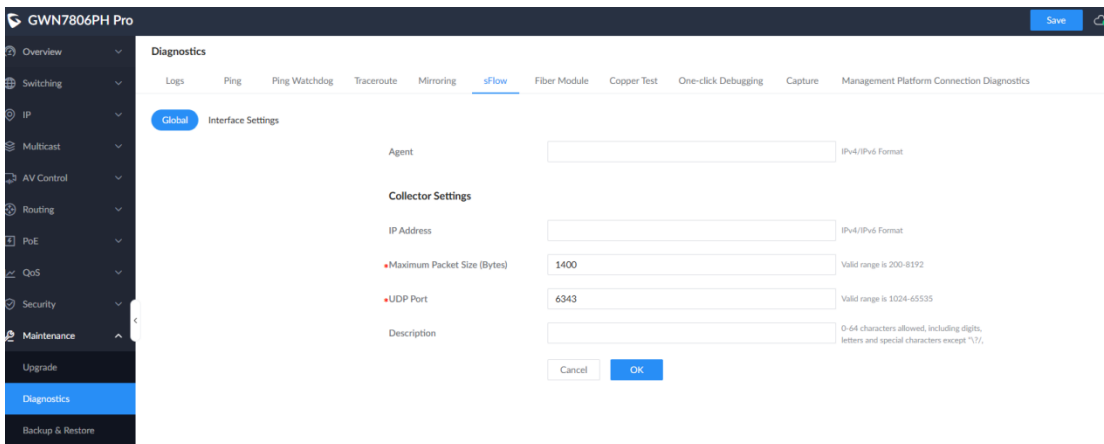 GWN7806PH Pro
Save
Overview
Switching
IP
Multicast
AV Control
Routing
PoE
QoS
Security
Maintenance
Upgrade
Diagnostics
Backup & Restore
Diagnostics
Logs Ping Ping Watchdog Traceroute Mirroring sFlow Fiber Module Copper Test One-click Debugging Capture Management Platform Connection Diagnostics
Global Interface Settings
Agent IPv4/IPv6 Format
Collector Settings
IP Address IPv4/IPv6 Format
*Maximum Packet Size (Bytes) 1400 Valid range is 200-8192
*UDP Port 6343 Valid range is 1024-65535
Description 0-64 characters allowed, including digits,
letters and special characters except "\?/,
Cancel OK